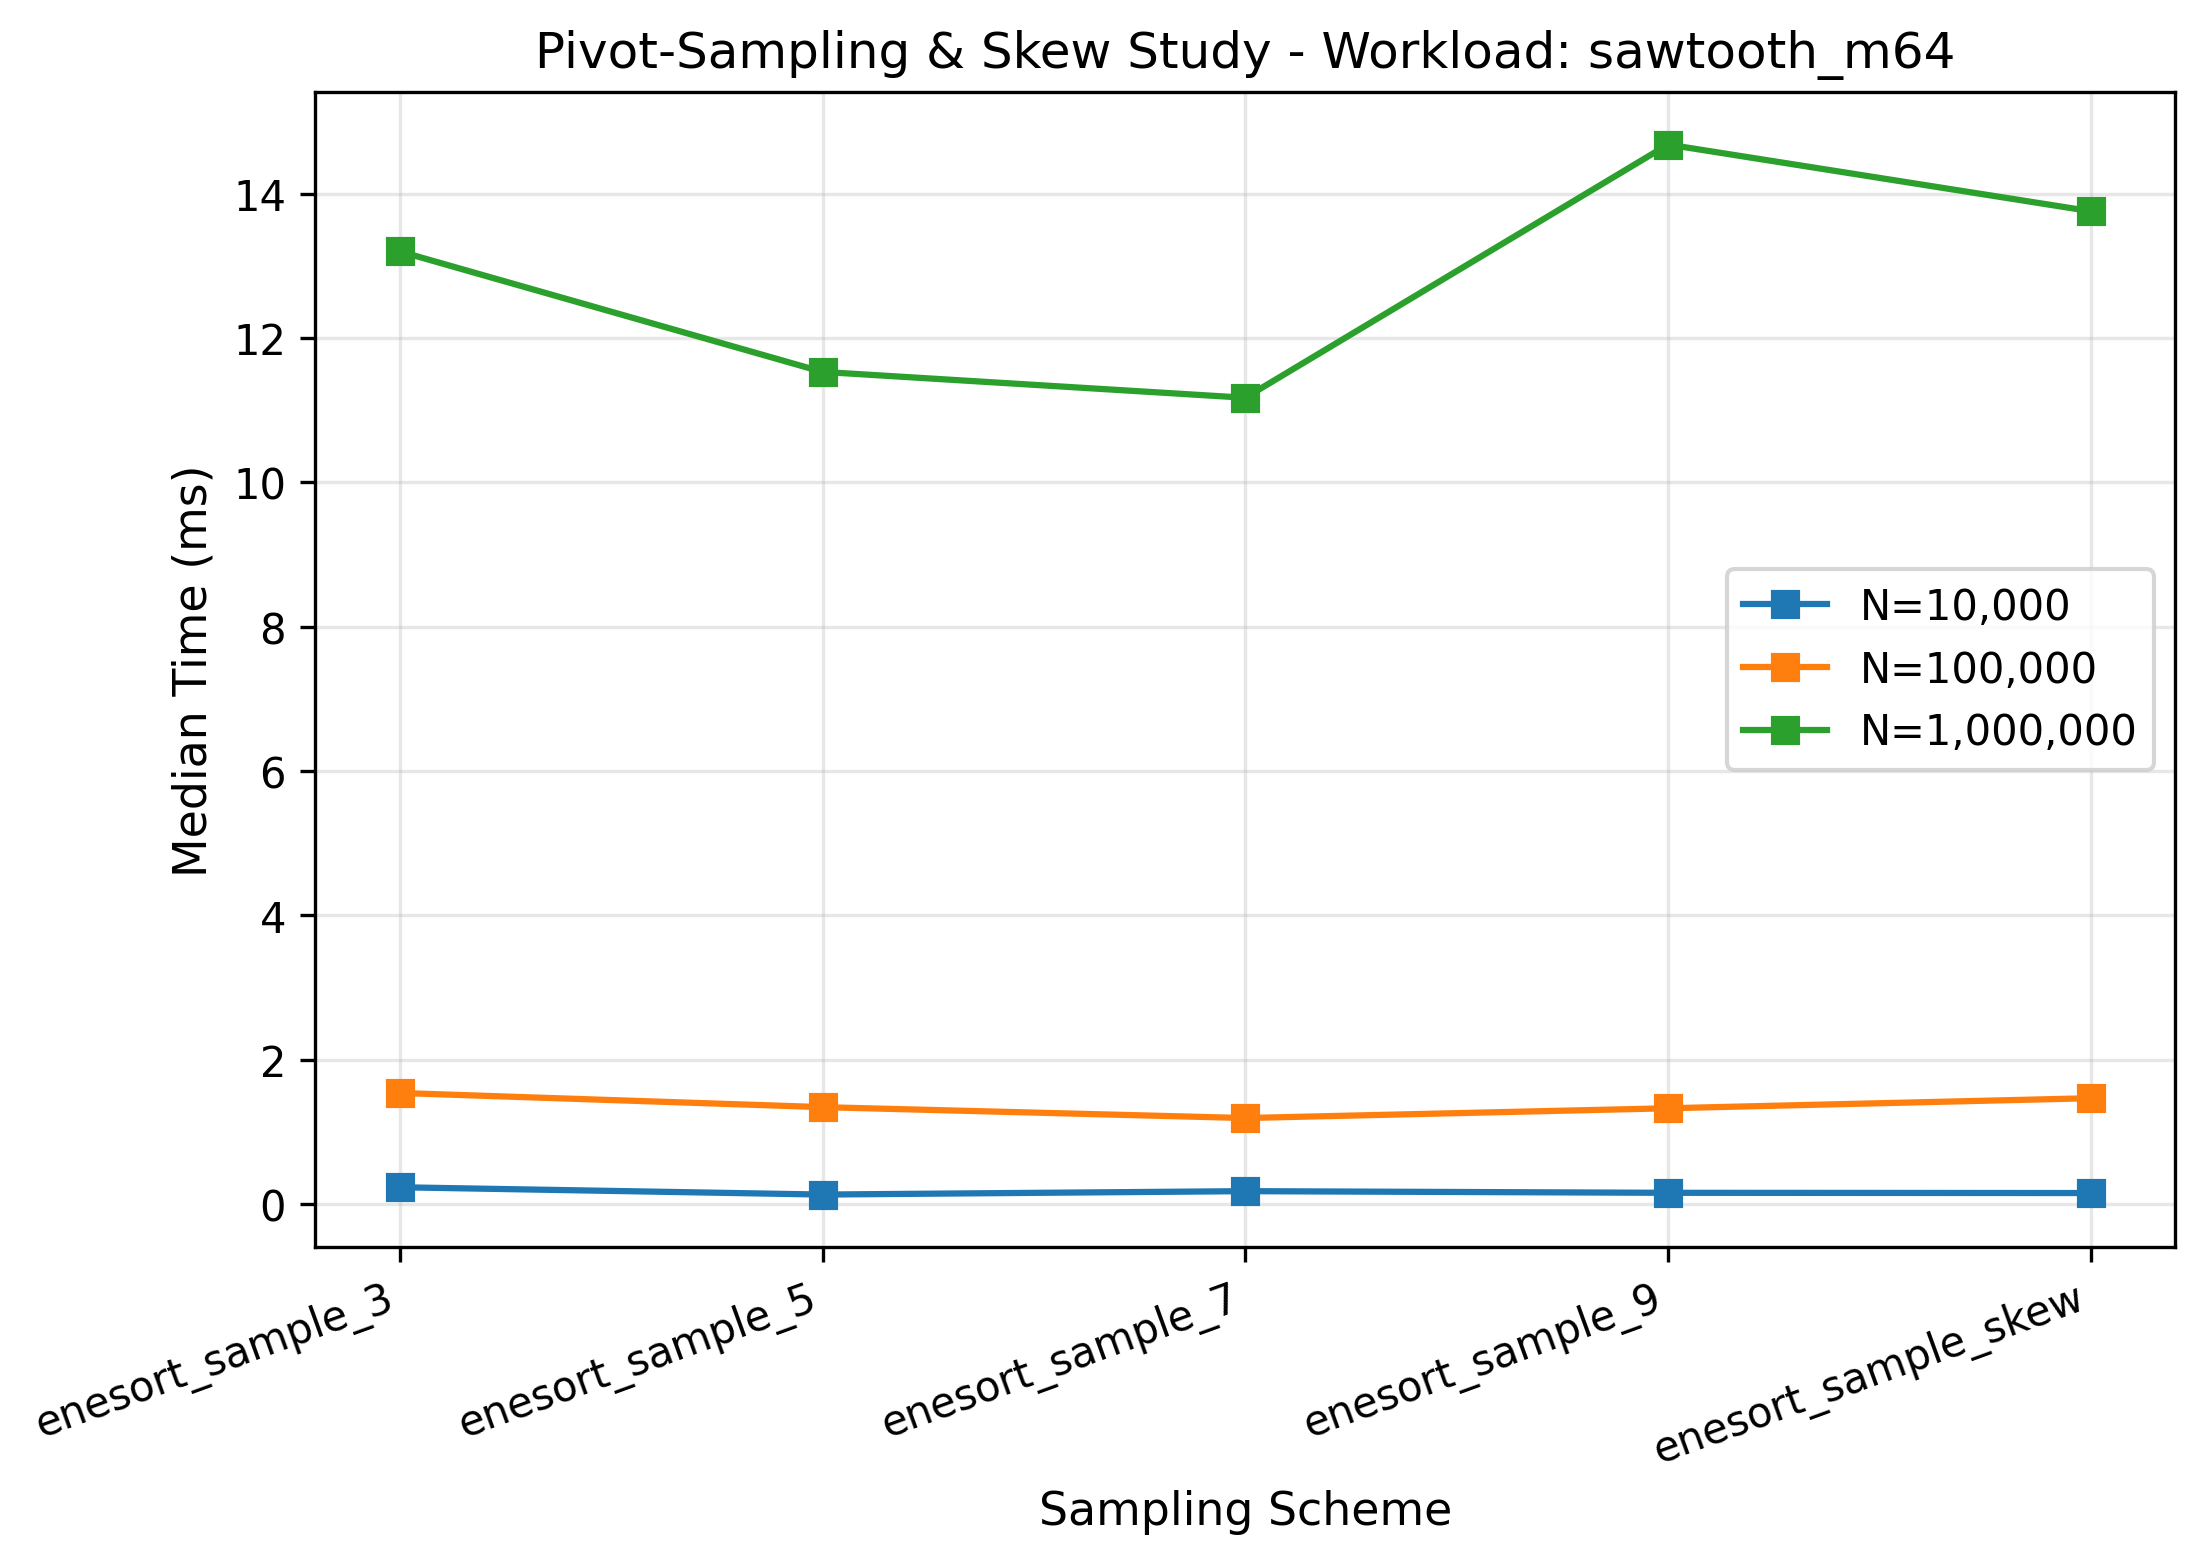 Pivot-Sampling & Skew Study - Workload: sawtooth_m64
Median Time (ms)
14
12
10
8
6
4
2
0
N=10,000
N=100,000
N=1,000,000
enesort_sample_3
enesort_sample_5
enesort_sample_7
enesort_sample_9
enesort_sample_skew
Sampling Scheme